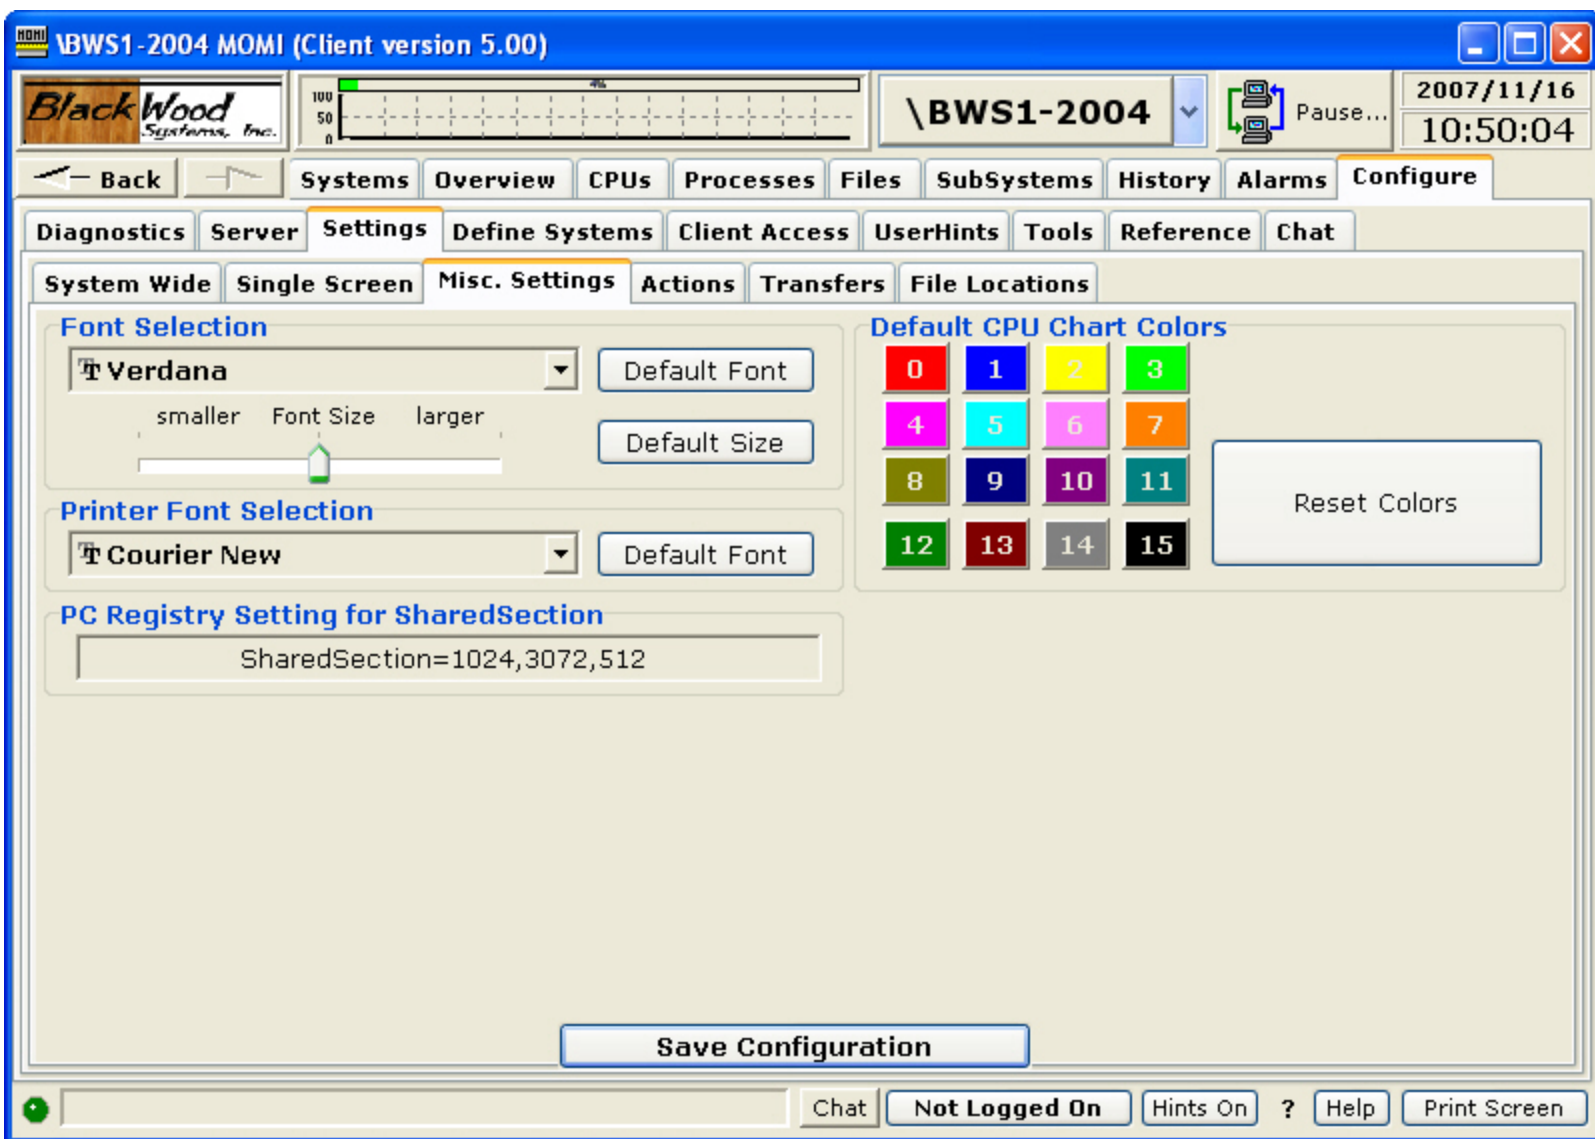 MOMI \BWS1-2004 MOMI (Client version 5.00)
BlackWood
Systems, Inc.
4%
100
50
0
\BWS1-2004
Pause...
2007/11/16
10:50:04
Back Systems Overview CPUs Processes Files SubSystems History Alarms Configure
Diagnostics Server Settings Define Systems Client Access UserHints Tools Reference Chat
System Wide Single Screen Misc. Settings Actions Transfers File Locations
Font Selection
Verdana Default Font
smaller Font Size larger
Default Size
Printer Font Selection
Courier New Default Font
PC Registry Setting for SharedSection
SharedSection=1024,3072,512
Default CPU Chart Colors
0 1 2 3
4 5 6 7
8 9 10 11
12 13 14 15
Reset Colors
Save Configuration
Chat Not Logged On Hints On ? Help Print Screen